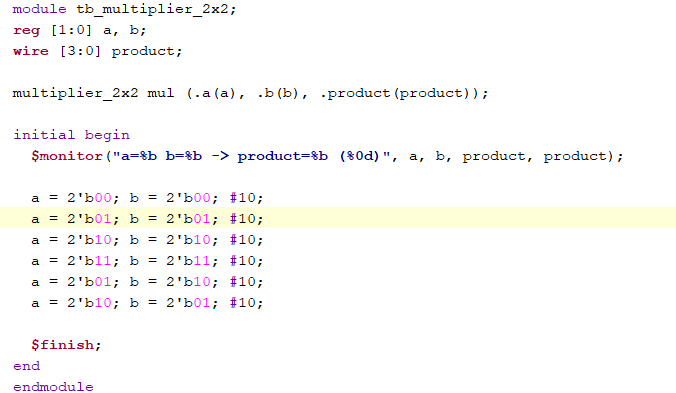 module tb_multiplier_2x2;
reg [1:0] a, b;
wire [3:0] product;
multiplier_2x2 mul (.a(a), .b(b), .product(product));
initial begin
$monitor("a=%b b=%b -> product=%b (%0d)", a, b, product, product);
a = 2'b00; b = 2'b00; #10;
a = 2'b01; b = 2'b01; #10;
a = 2'b10; b = 2'b10; #10;
a = 2'b11; b = 2'b11; #10;
a = 2'b01; b = 2'b10; #10;
a = 2'b10; b = 2'b01; #10;
$finish;
end
endmodule